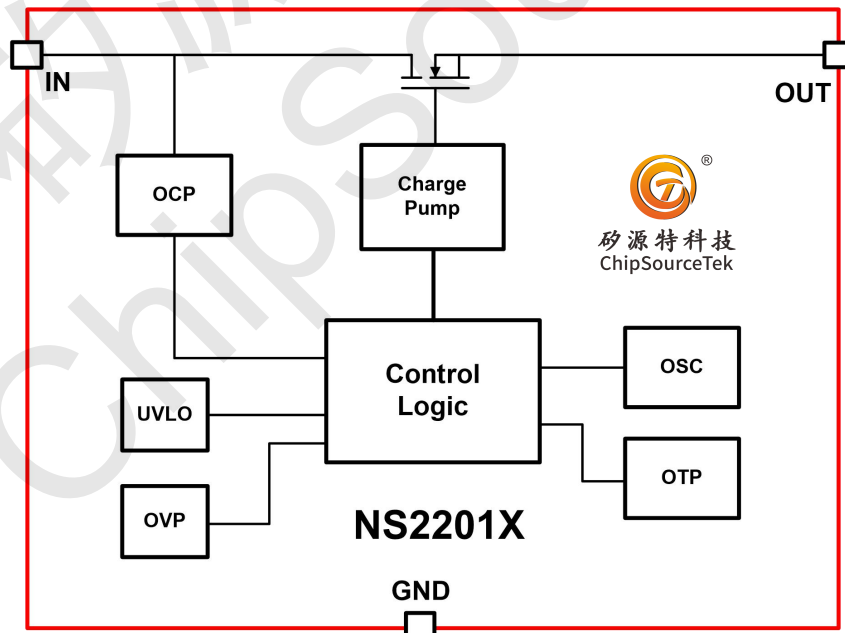 IN
OUT
OCP
Charge
Pump
®
矽源特科技
ChipSourceTek
Control
Logic
OSC
UVLO
OTP
OVP
NS2201X
GND
ChipSou